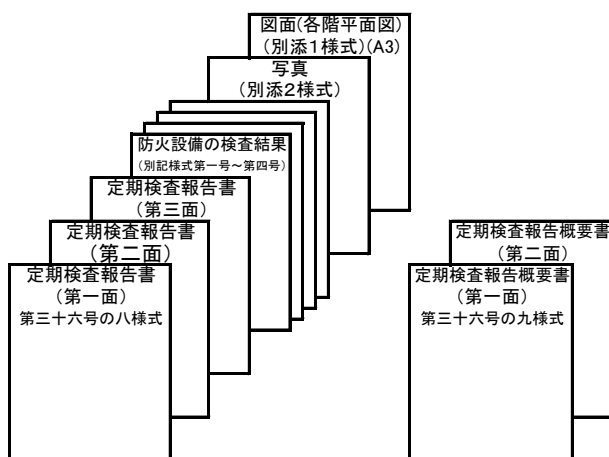 図面(各階平面図)
(別添1様式)(A3)
写真
(別添2様式)
防火設備の検査結果
(別記様式第一号～第四号)
定期検査報告書
(第三面)
定期検査報告書
(第二面)
定期検査報告書
(第一面)
第三十六号の八様式
定期検査報告概要書
(第二面)
定期検査報告概要書
(第一面)
第三十六号の九様式